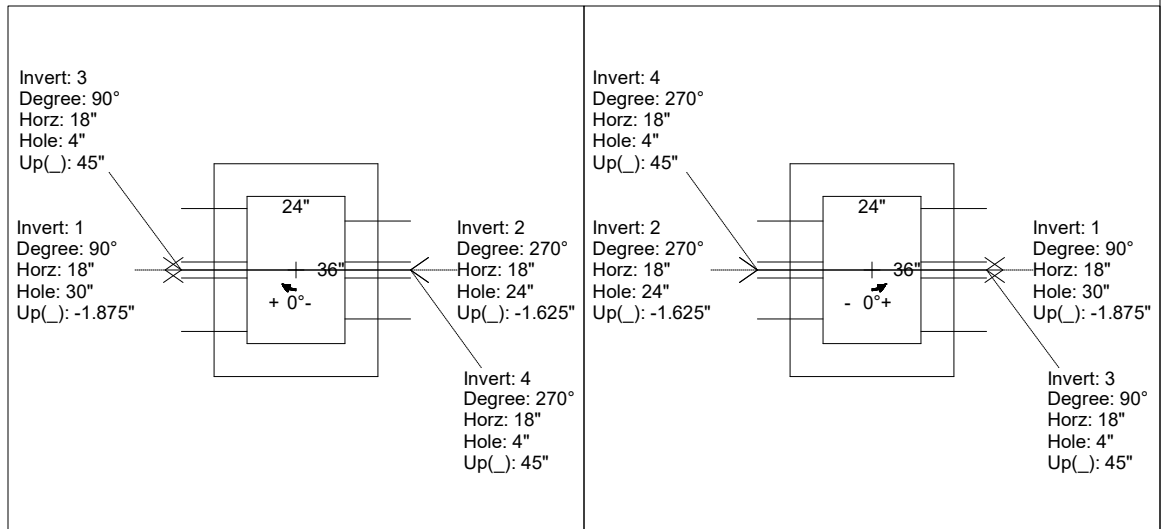 Invert: 3
Degree: 90°
Horz: 18"
Hole: 4"
Up(_): 45"
24"
Invert: 1
Degree: 90°
Horz: 18"
Hole: 30"
Up(_): -1.875"
36"
+ 0°-
Invert: 2
Degree: 270°
Horz: 18"
Hole: 24"
Up(_): -1.625"
Invert: 4
Degree: 270°
Horz: 18"
Hole: 4"
Up(_): 45"
Invert: 4
Degree: 270°
Horz: 18"
Hole: 4"
Up(_): 45"
24"
Invert: 2
Degree: 270°
Horz: 18"
Hole: 24"
Up(_): -1.625"
36"
- 0°+
Invert: 1
Degree: 90°
Horz: 18"
Hole: 30"
Up(_): -1.875"
Invert: 3
Degree: 90°
Horz: 18"
Hole: 4"
Up(_): 45"